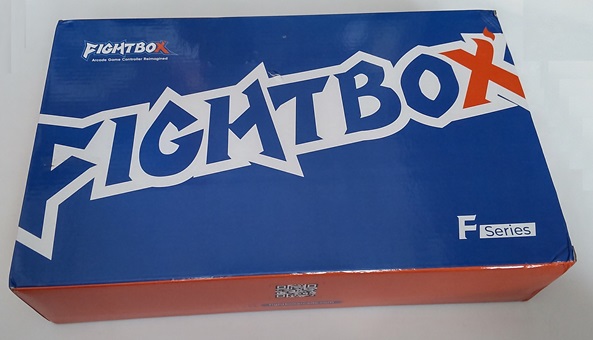 FIGHTBOX
Arcade Game Controller Reimagined
FIGHTBOX
F Series